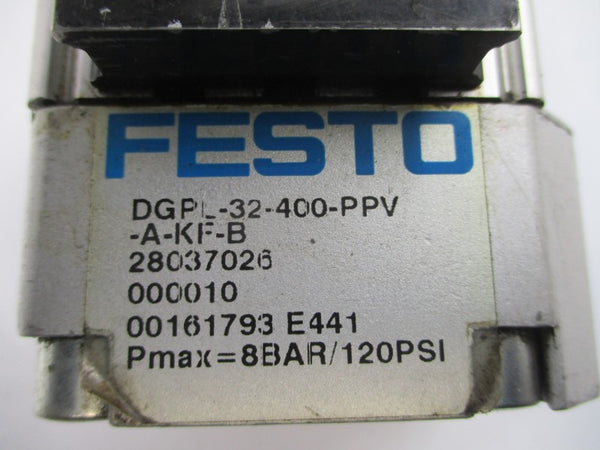 FESTO
DGPL-32-400-PPV
-A-KF-B
28037026
000010
00161793 E441
Pmax=8BAR/120PSI